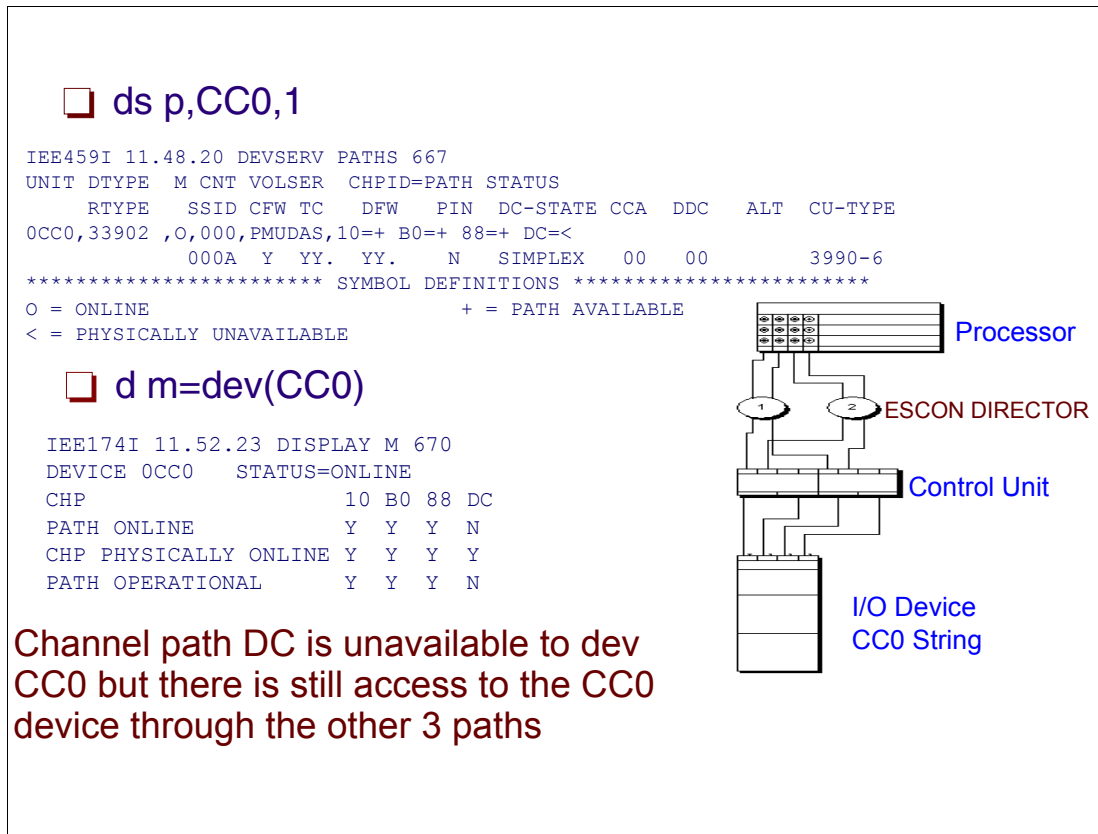 ds p,CC0,1
IEE459I 11.48.20 DEVSERV PATHS 667
UNIT DTYPE M CNT VOLSER CHPID=PATH STATUS
RTYPE SSID CFW TC DFW PIN DC-STATE CCA DDC ALT CU-TYPE
0CC0,33902 ,O,000,PMUDAS,10=+ B0=+ 88=+ DC=<
000A Y YY. YY. N SIMPLEX 00 00 3990-6
************************ SYMBOL DEFINITIONS ************************
O = ONLINE + = PATH AVAILABLE
< = PHYSICALLY UNAVAILABLE
d m=dev(CC0)
IEE174I 11.52.23 DISPLAY M 670
DEVICE 0CC0 STATUS=ONLINE
CHP 10 B0 88 DC
PATH ONLINE Y Y Y N
CHP PHYSICALLY ONLINE Y Y Y Y
PATH OPERATIONAL Y Y Y N
Processor
1
2
ESCON DIRECTOR
Control Unit
I/O Device
CC0 String
Channel path DC is unavailable to dev
CC0 but there is still access to the CC0
device through the other 3 paths